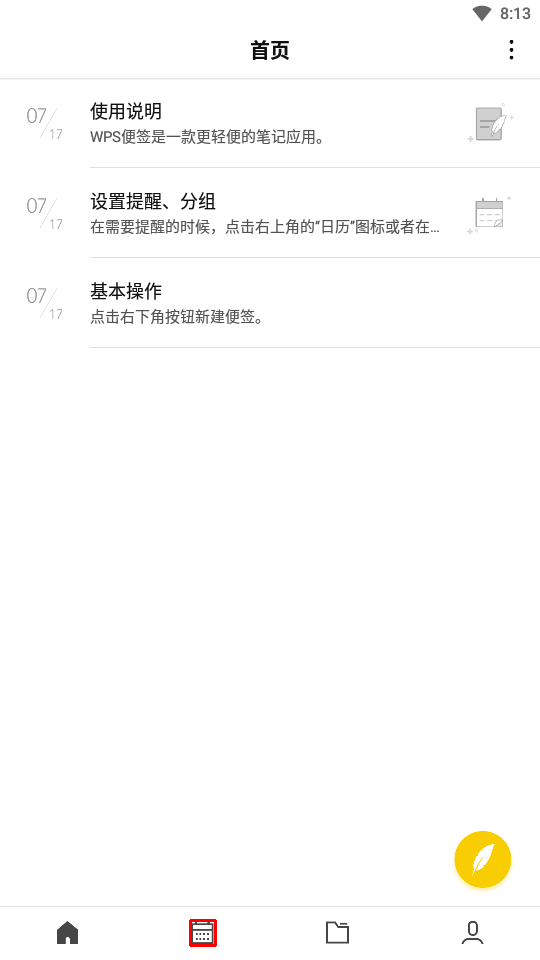 8:13
首页
07/17
使用说明
WPS便签是一款更轻便的笔记应用。
07/17
设置提醒、分组
在需要提醒的时候，点击右上角的“日历”图标或者在...
07/17
基本操作
点击右下角按钮新建便签。